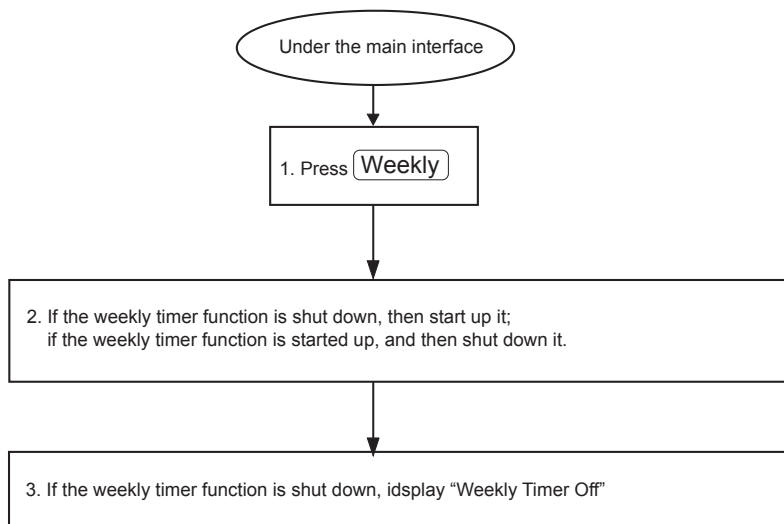 Under the main interface
1. Press Weekly
2. If the weekly timer function is shut down, then start up it;
if the weekly timer function is started up, and then shut down it.
3. If the weekly timer function is shut down, idsplay “Weekly Timer Off”